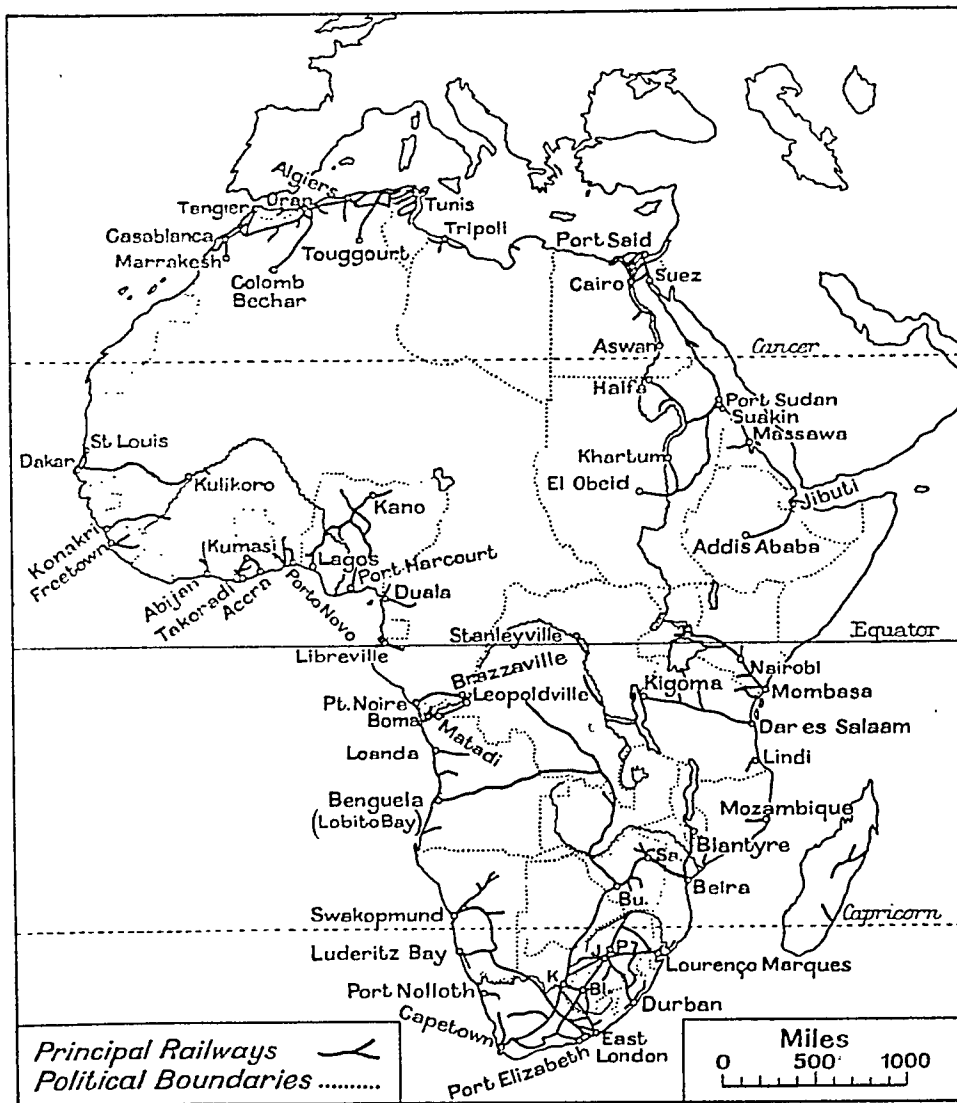 Algiers
Oran
Tangier
Tunis
Casablanca
Tripoli
Port Said
Marrakesh
Touggourt
Colomb
Bechar
Cairo
Suez
Aswan
Cancer
Halfa
Port Sudan
Suakin
St Louis
Massawa
Dakar
Khartum
Kulikoro
El Obeid
Kano
Jibuti
Konakri
Freetown
Kumasi
Lagos
Addis Ababa
Port Harcourt
Abijan
Takoradi
Accra
Porto Novo
Duala
Stanleyville
Equator
Libreville
Brazzaville
Nairobi
Kigoma
Leopoldville
Mombasa
Pt. Noire
Boma
Matadi
Dar es Salaam
Loanda
Lindi
Benguela
(Lobito Bay)
Mozambique
Blantyre
Sa.
Beira
Bu.
Swakopmund
Capricorn
Luderitz Bay
J.
P.
Lourenço Marques
K.
Port Nolloth
Bl.
Durban
Capetown
East
London
Port Elizabeth
Principal Railways
Political Boundaries ..........
Miles
0 500 1000